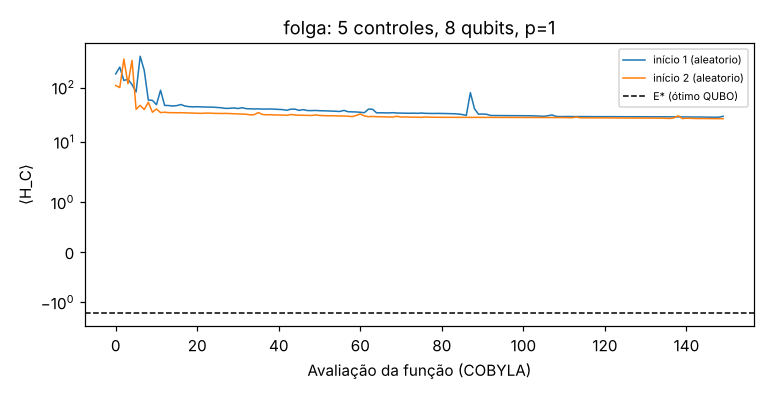 folga: 5 controles, 8 qubits, p=1
início 1 (aleatorio)
início 2 (aleatorio)
E* (ótimo QUBO)
⟨H_C⟩
10²
10¹
10⁰
0
−10⁰
0 20 40 60 80 100 120 140
Avaliação da função (COBYLA)